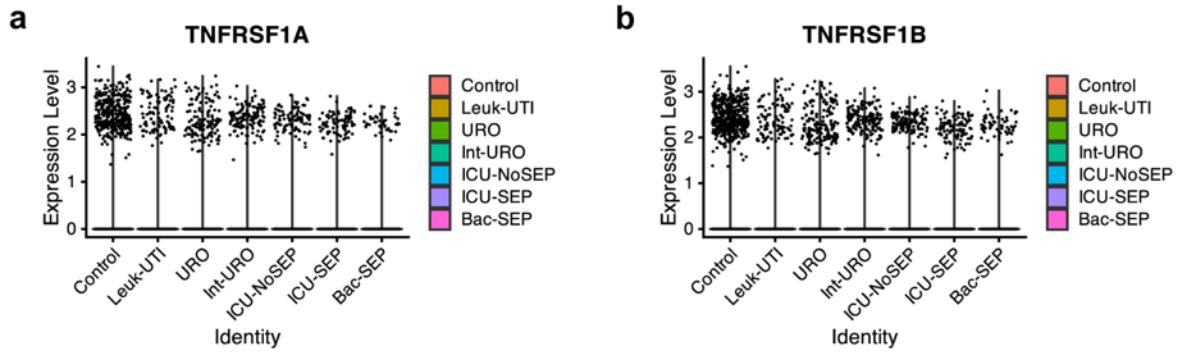 a
TNFRSF1A
Expression Level
3
2
1
0
Control
Leuk-UTI
URO
Int-URO
ICU-NoSEP
ICU-SEP
Bac-SEP
Identity
Control
Leuk-UTI
URO
Int-URO
ICU-NoSEP
ICU-SEP
Bac-SEP
b
TNFRSF1B
Expression Level
3
2
1
0
Control
Leuk-UTI
URO
Int-URO
ICU-NoSEP
ICU-SEP
Bac-SEP
Identity
Control
Leuk-UTI
URO
Int-URO
ICU-NoSEP
ICU-SEP
Bac-SEP